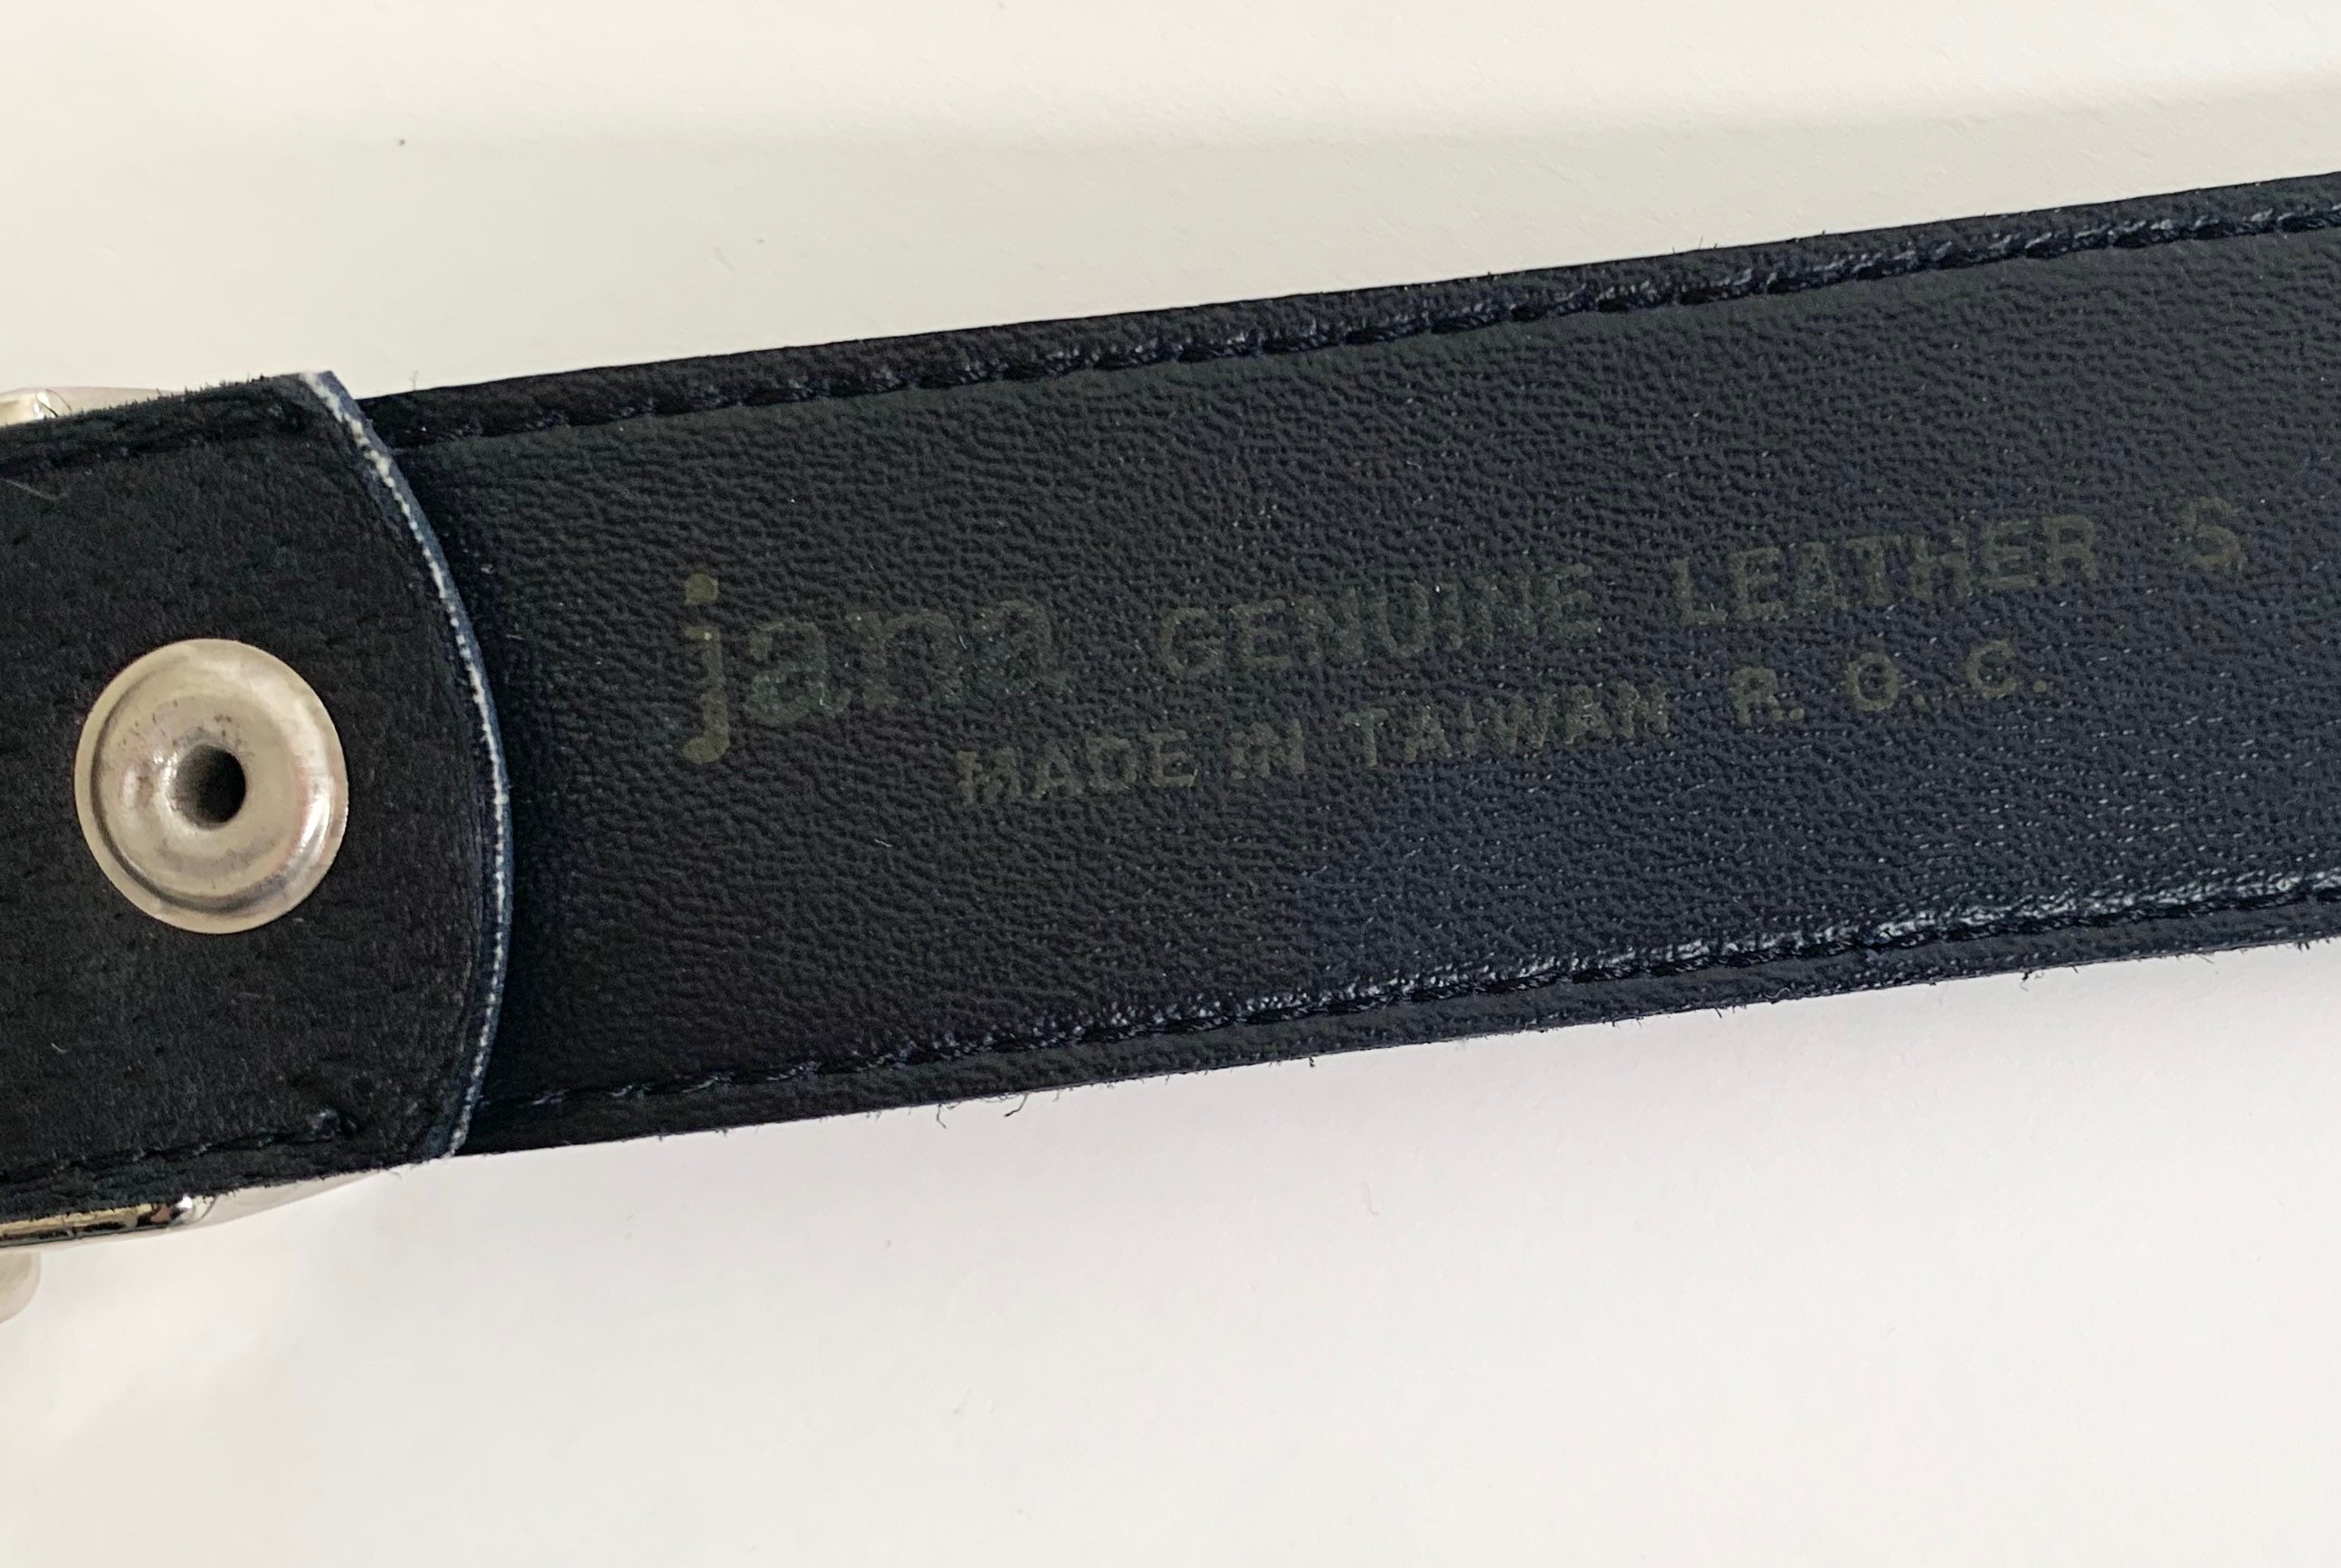 jana GENUINE LEATHER S
MADE IN TAIWAN R. O. C.